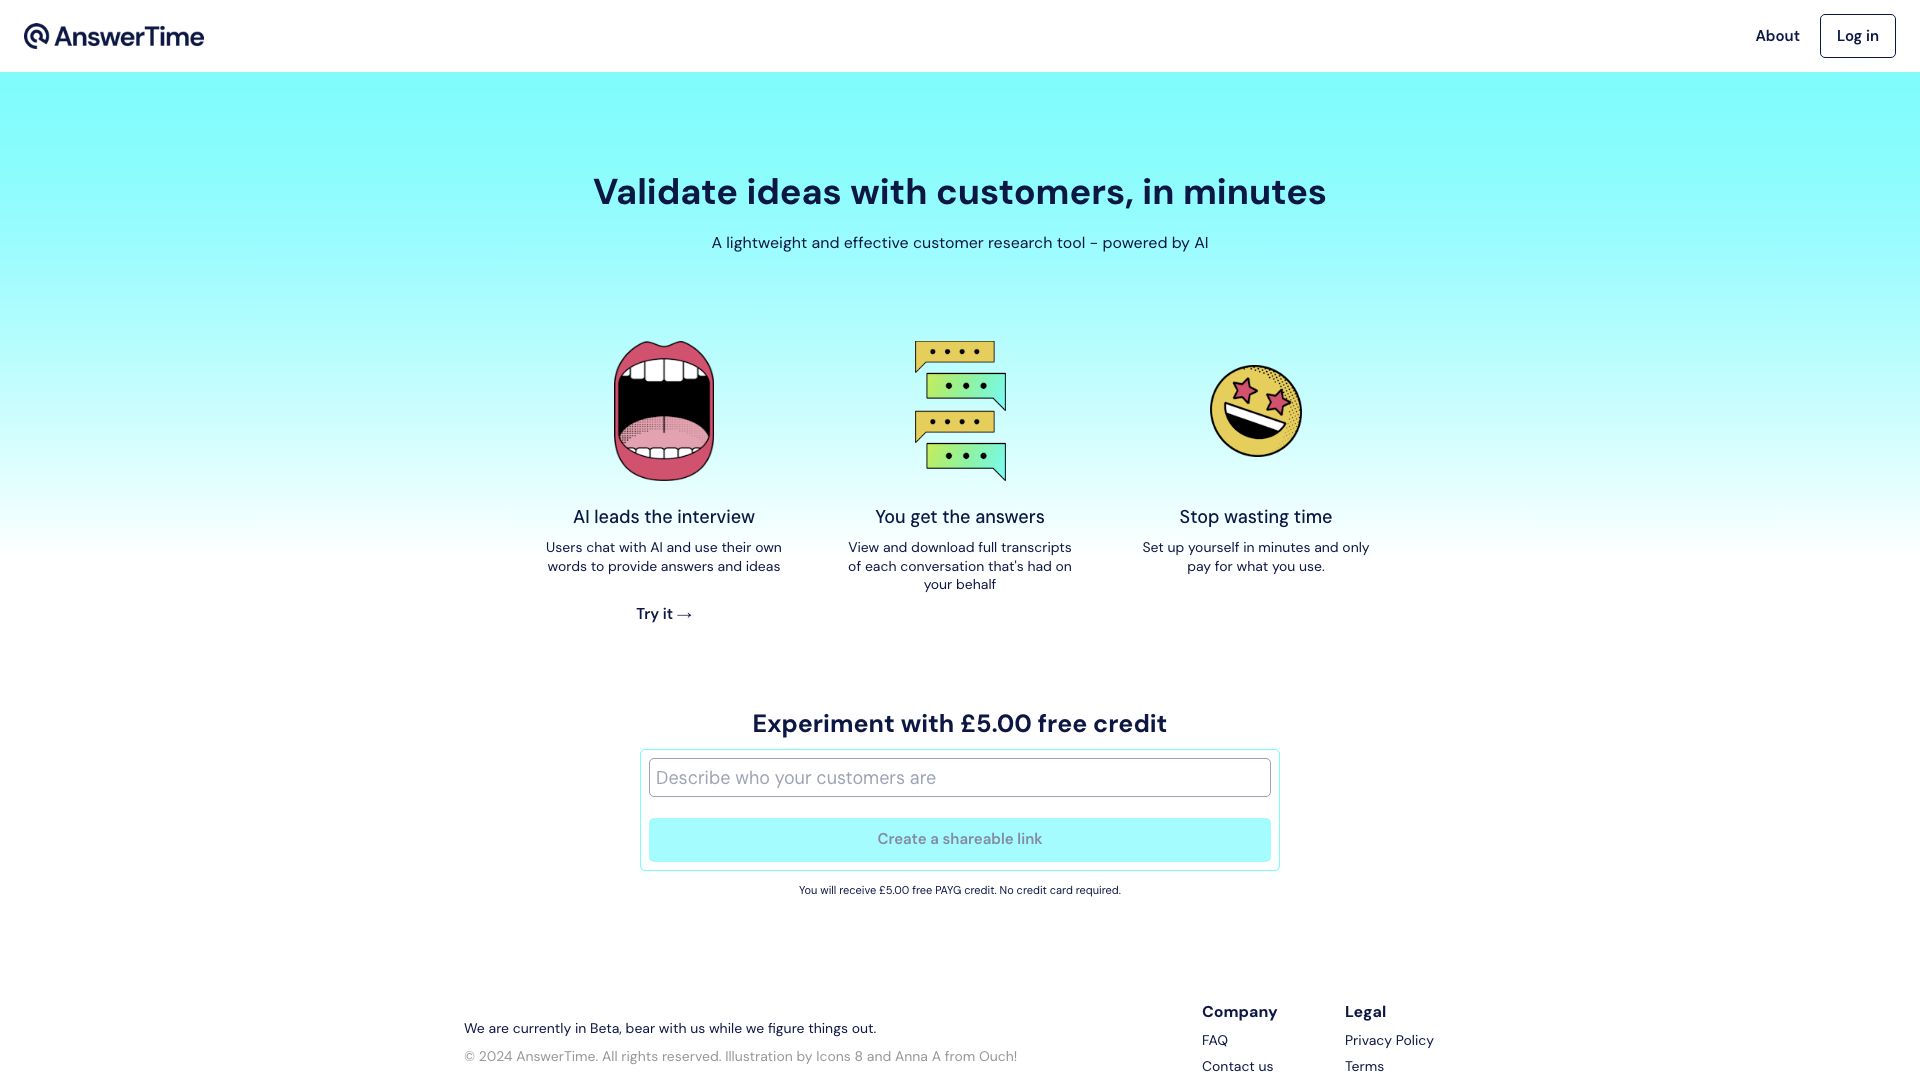 AnswerTime
About
Log in
Validate ideas with customers, in minutes
A lightweight and effective customer research tool - powered by AI
AI leads the interview
Users chat with AI and use their own
words to provide answers and ideas
Try it →
You get the answers
View and download full transcripts
of each conversation that's had on
your behalf
Stop wasting time
Set up yourself in minutes and only
pay for what you use.
Experiment with £5.00 free credit
Describe who your customers are
Create a shareable link
You will receive £5.00 free PAYG credit. No credit card required.
We are currently in Beta, bear with us while we figure things out.
© 2024 AnswerTime. All rights reserved. Illustration by Icons 8 and Anna A from Ouch!
Company
FAQ
Contact us
Legal
Privacy Policy
Terms